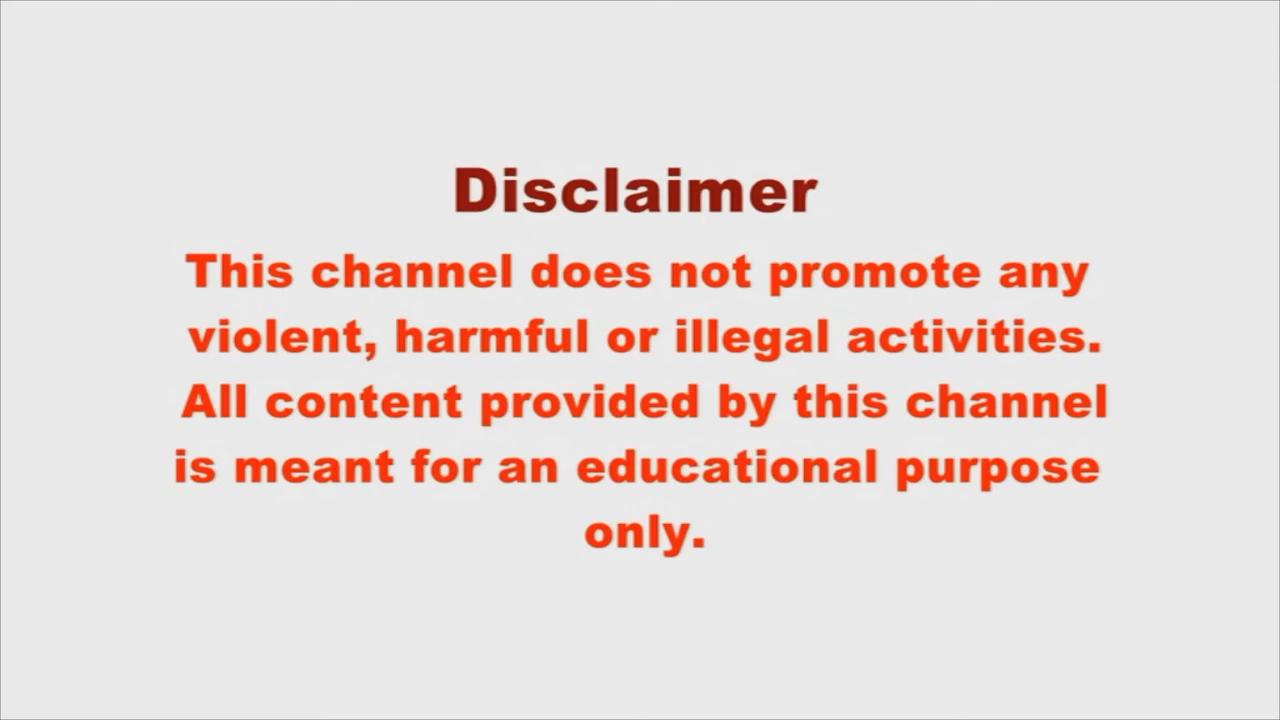 Disclaimer
This channel does not promote any
violent, harmful or illegal activities.
All content provided by this channel
is meant for an educational purpose
only.